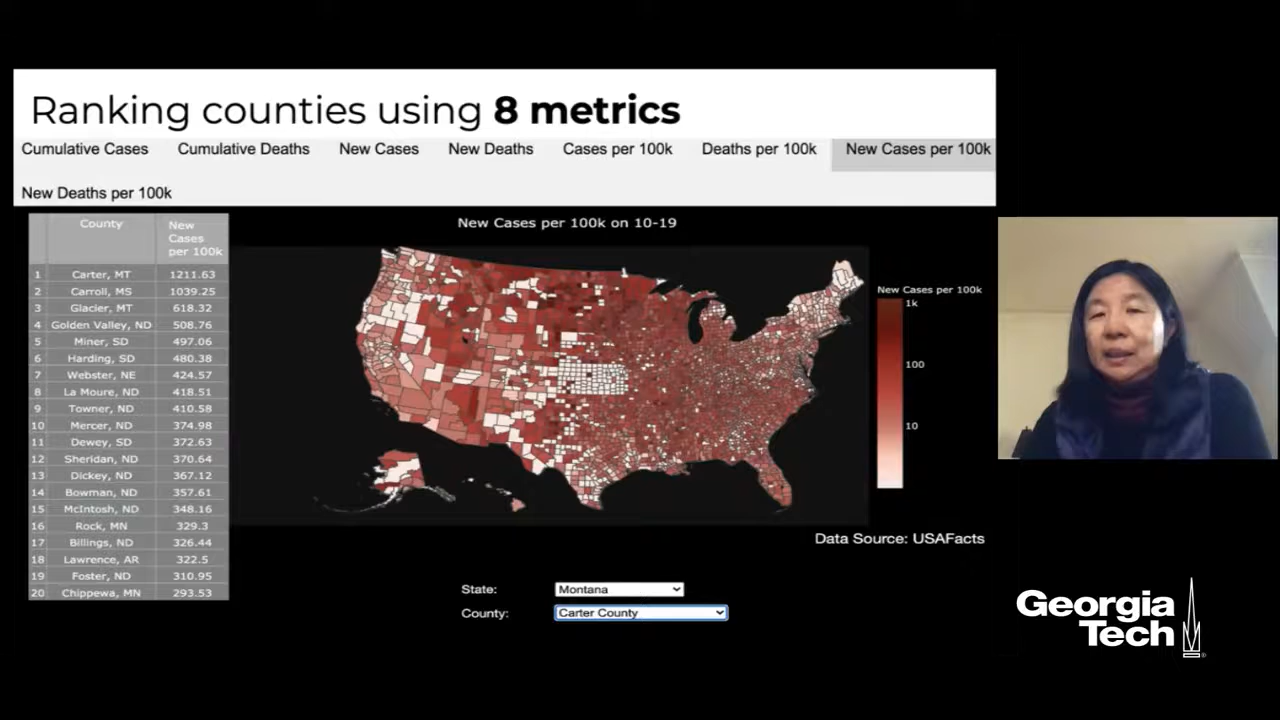 Ranking counties using 8 metrics
Cumulative Cases Cumulative Deaths New Cases New Deaths Cases per 100k Deaths per 100k New Cases per 100k
New Deaths per 100k
County New
Cases
per 100k
1 Carter, MT 1211.63
2 Carroll, MS 1039.25
3 Glacier, MT 618.32
4 Golden Valley, ND 508.76
5 Miner, SD 497.06
6 Harding, SD 480.38
7 Webster, NE 424.57
8 La Moure, ND 418.51
9 Towner, ND 410.58
10 Mercer, ND 374.98
11 Dewey, SD 372.63
12 Sheridan, ND 370.64
13 Dickey, ND 367.12
14 Bowman, ND 357.61
15 McIntosh, ND 348.16
16 Rock, MN 329.3
17 Billings, ND 326.44
18 Lawrence, AR 322.5
19 Foster, ND 310.95
20 Chippewa, MN 293.53
New Cases per 100k on 10-19
New Cases per 100k
1k
100
10
Data Source: USAFacts
State: Montana
County: Carter County
Georgia
Tech